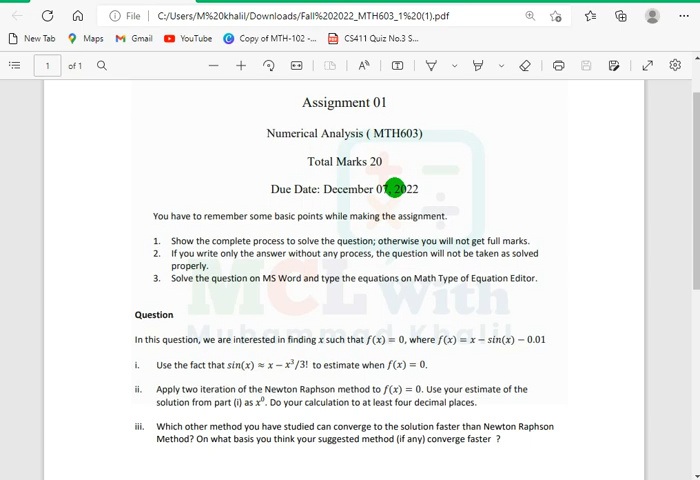 File C:/Users/M%20khalil/Downloads/Fall%202022_MTH603_1%20(1).pdf
New Tab Maps Gmail YouTube Copy of MTH-102 -... CS411 Quiz No.3 S...
1 of 1
Assignment 01
Numerical Analysis ( MTH603)
Total Marks 20
Due Date: December 07, 2022
You have to remember some basic points while making the assignment.
1. Show the complete process to solve the question; otherwise you will not get full marks.
2. If you write only the answer without any process, the question will not be taken as solved
properly.
3. Solve the question on MS Word and type the equations on Math Type of Equation Editor.
MCL With
Muhammad Khalil
Question
In this question, we are interested in finding x such that f(x) = 0, where f(x) = x − sin(x) − 0.01
i. Use the fact that sin(x) ≈ x − x³/3! to estimate when f(x) = 0.
ii. Apply two iteration of the Newton Raphson method to f(x) = 0. Use your estimate of the
solution from part (i) as x⁰. Do your calculation to at least four decimal places.
iii. Which other method you have studied can converge to the solution faster than Newton Raphson
Method? On what basis you think your suggested method (if any) converge faster ?